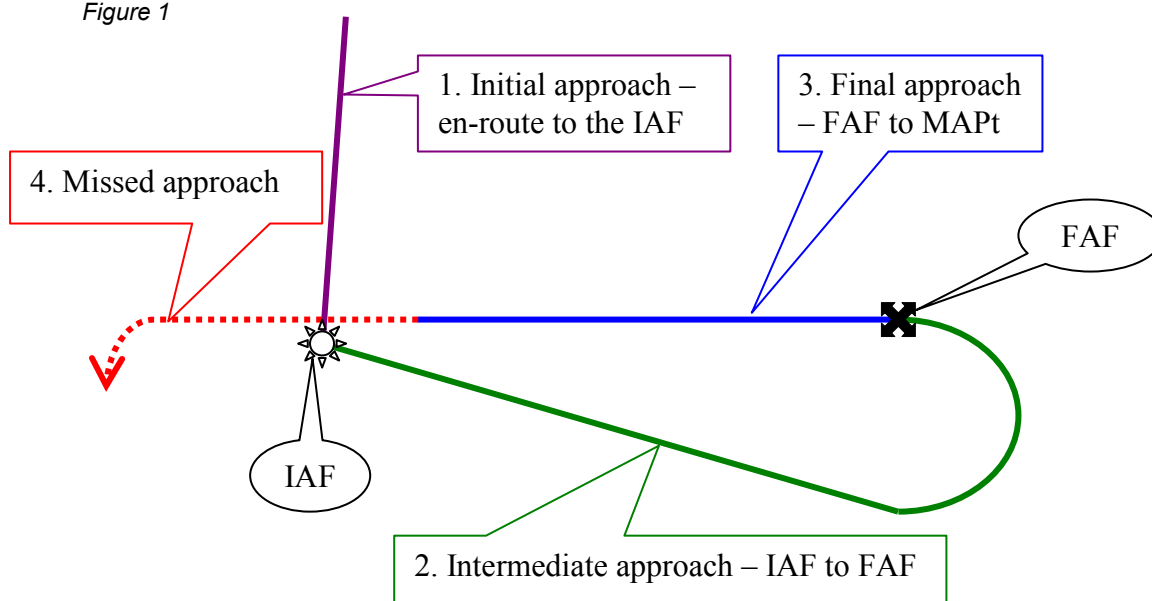 Figure 1
1. Initial approach –
en-route to the IAF
3. Final approach
– FAF to MAPt
4. Missed approach
FAF
IAF
2. Intermediate approach – IAF to FAF